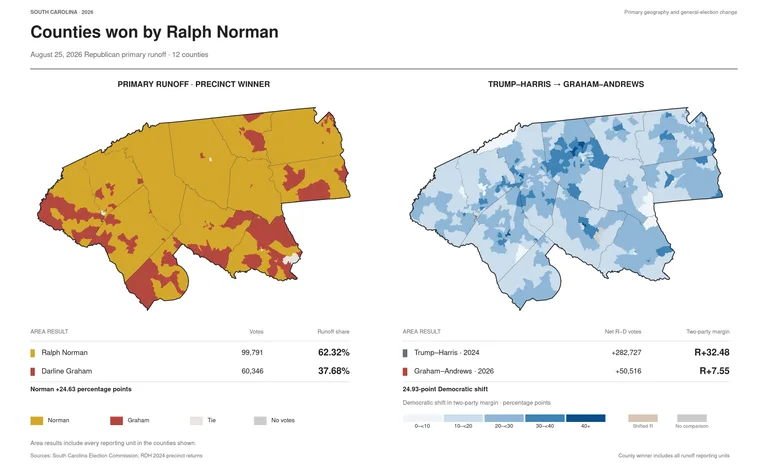 SOUTH CAROLINA · 2026
Primary geography and general-election change
Counties won by Ralph Norman
August 25, 2026 Republican primary runoff · 12 counties
PRIMARY RUNOFF · PRECINCT WINNER
TRUMP–HARRIS → GRAHAM–ANDREWS
AREA RESULT Votes Runoff share
Ralph Norman 99,791 62.32%
Darline Graham 60,346 37.68%
Norman +24.63 percentage points
Norman Graham Tie No votes
AREA RESULT Net R–D votes Two-party margin
Trump–Harris · 2024 +282,727 R+32.48
Graham–Andrews · 2026 +50,516 R+7.55
24.93-point Democratic shift
Democratic shift in two-party margin · percentage points
0–<10 10–<20 20–<30 30–<40 40+ Shifted R No comparison
Area results include every reporting unit in the counties shown.
Sources: South Carolina Election Commission; RDH 2024 precinct returns
County winner includes all runoff reporting units